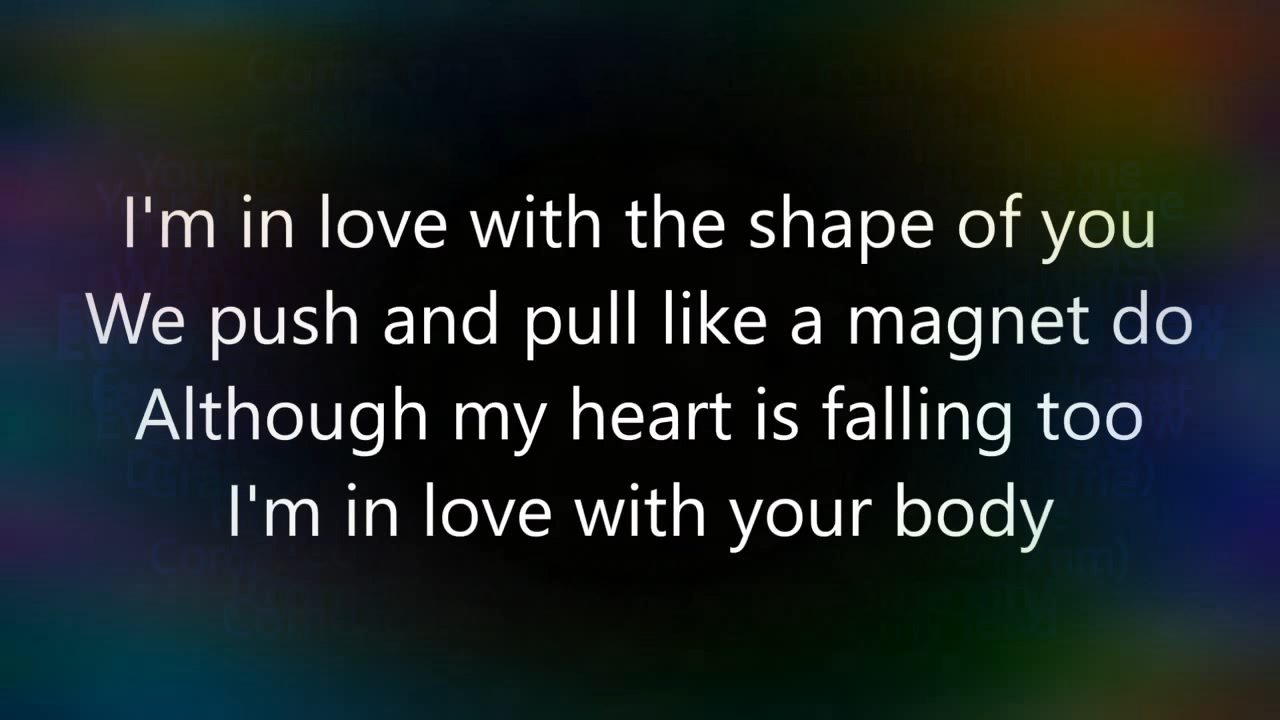 I'm in love with the shape of you
We push and pull like a magnet do
Although my heart is falling too
I'm in love with your body